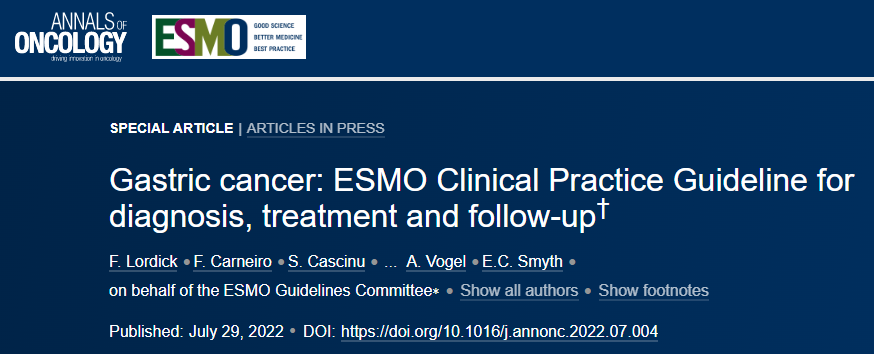 ANNALS OF
ONCOLOGY
driving innovation in oncology
ESMO
GOOD SCIENCE
BETTER MEDICINE
BEST PRACTICE
SPECIAL ARTICLE | ARTICLES IN PRESS
Gastric cancer: ESMO Clinical Practice Guideline for
diagnosis, treatment and follow-up†
F. Lordick • F. Carneiro • S. Cascinu • ... A. Vogel • E.C. Smyth •
on behalf of the ESMO Guidelines Committee* • Show all authors • Show footnotes
Published: July 29, 2022 • DOI: https://doi.org/10.1016/j.annonc.2022.07.004